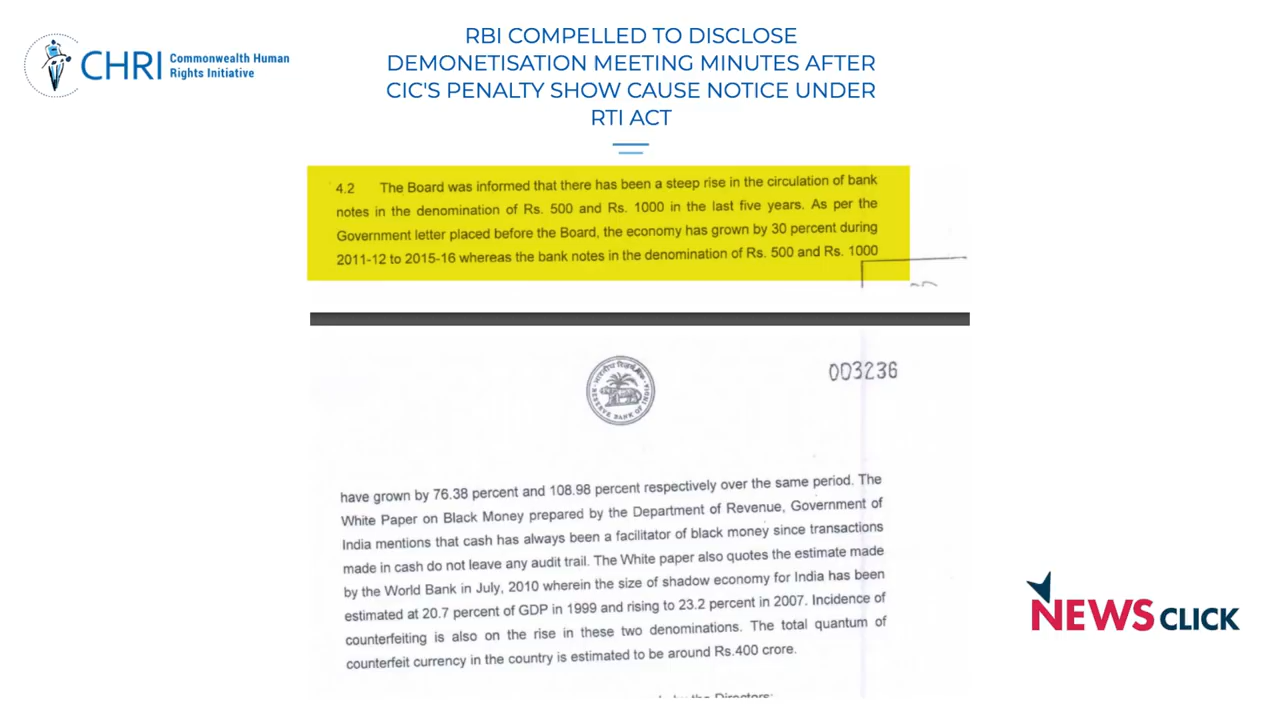 CHRI Commonwealth Human
Rights Initiative
RBI COMPELLED TO DISCLOSE
DEMONETISATION MEETING MINUTES AFTER
CIC'S PENALTY SHOW CAUSE NOTICE UNDER
RTI ACT
4.2 The Board was informed that there has been a steep rise in the circulation of bank
notes in the denomination of Rs. 500 and Rs. 1000 in the last five years. As per the
Government letter placed before the Board, the economy has grown by 30 percent during
2011-12 to 2015-16 whereas the bank notes in the denomination of Rs. 500 and Rs. 1000
भारतीय रिज़र्व बैंक
RESERVE BANK OF INDIA
003236
have grown by 76.38 percent and 108.98 percent respectively over the same period. The
White Paper on Black Money prepared by the Department of Revenue, Government of
India mentions that cash has always been a facilitator of black money since transactions
made in cash do not leave any audit trail. The White paper also quotes the estimate made
by the World Bank in July, 2010 wherein the size of shadow economy for India has been
estimated at 20.7 percent of GDP in 1999 and rising to 23.2 percent in 2007. Incidence of
counterfeiting is also on the rise in these two denominations. The total quantum of
counterfeit currency in the country is estimated to be around Rs.400 crore.
by the Directors:
NEWSCLICK